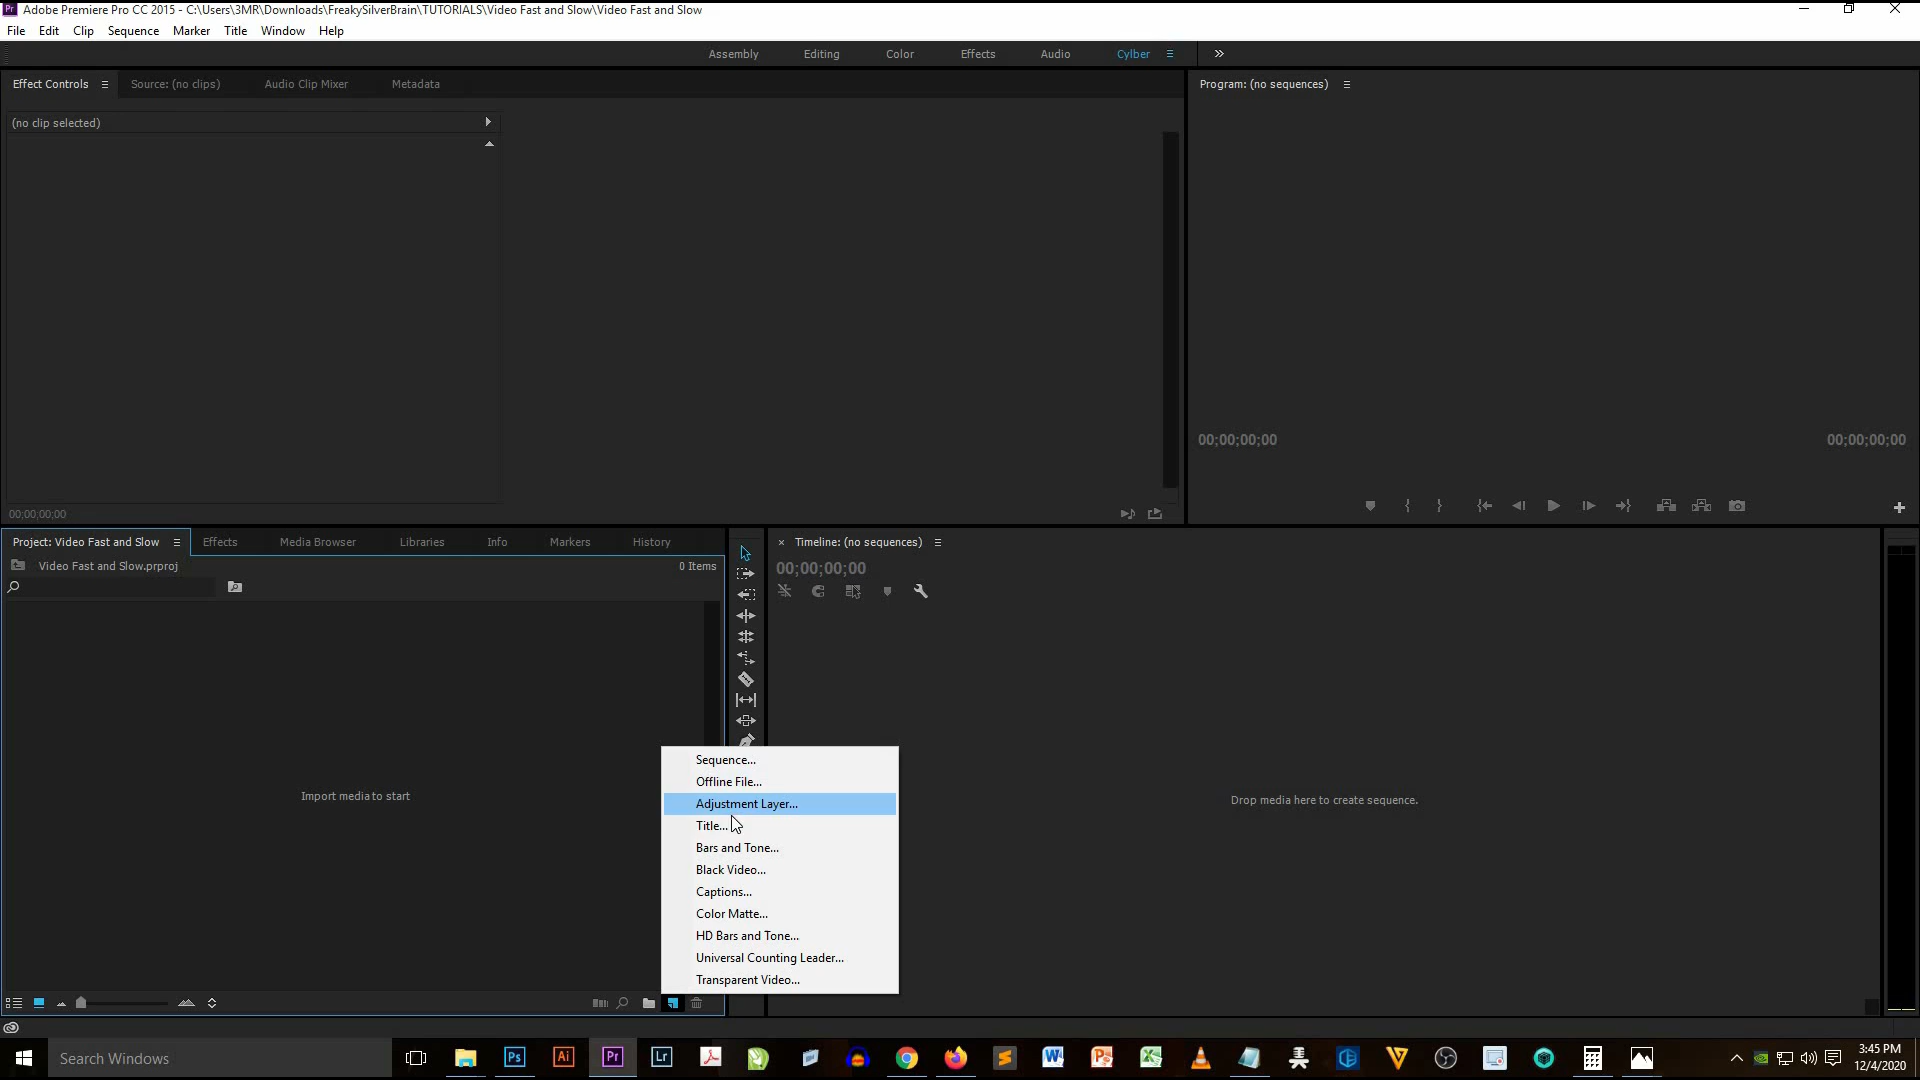 Pr Adobe Premiere Pro CC 2015 - C:\Users\3MR\Downloads\FreakySilverBrain\TUTORIALS\Video Fast and Slow\Video Fast and Slow
File Edit Clip Sequence Marker Title Window Help
Assembly Editing Color Effects Audio Cylber
Effect Controls Source: (no clips) Audio Clip Mixer Metadata
Program: (no sequences)
(no clip selected)
00;00;00;00 00;00;00;00
00;00;00;00
Project: Video Fast and Slow Effects Media Browser Libraries Info Markers History
Timeline: (no sequences)
Video Fast and Slow.prproj 0 Items
00;00;00;00
Import media to start
Drop media here to create sequence.
Sequence...
Offline File...
Adjustment Layer...
Title...
Bars and Tone...
Black Video...
Captions...
Color Matte...
HD Bars and Tone...
Universal Counting Leader...
Transparent Video...
Search Windows
Ps Ai Pr Lr
3:45 PM
12/4/2020